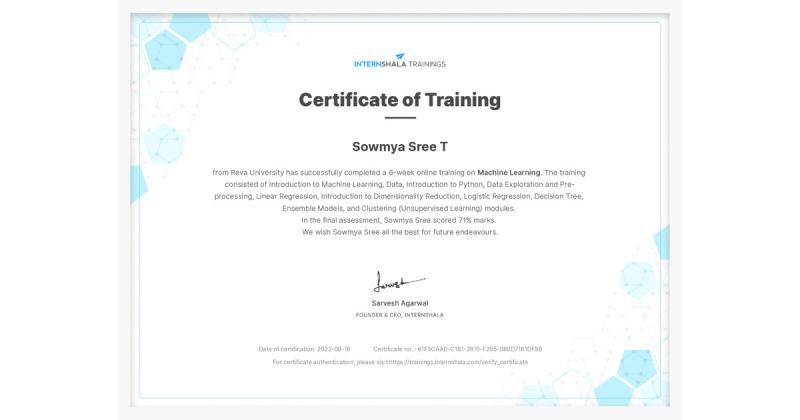 INTERNSHALA TRAININGS
Certificate of Training
Sowmya Sree T
from Reva University has successfully completed a 6-week online training on Machine Learning. The training
consisted of Introduction to Machine Learning, Data, Introduction to Python, Data Exploration and Pre-
processing, Linear Regression, Introduction to Dimensionality Reduction, Logistic Regression, Decision Tree,
Ensemble Models, and Clustering (Unsupervised Learning) modules.
In the final assessment, Sowmya Sree scored 71% marks.
We wish Sowmya Sree all the best for future endeavours.
Sarvesh Agarwal
FOUNDER & CEO, INTERNSHALA
Date of certification: 2022-08-16 Certificate no. :
For certificate authentication, please visit https://trainings.internshala.com/verify_certificate